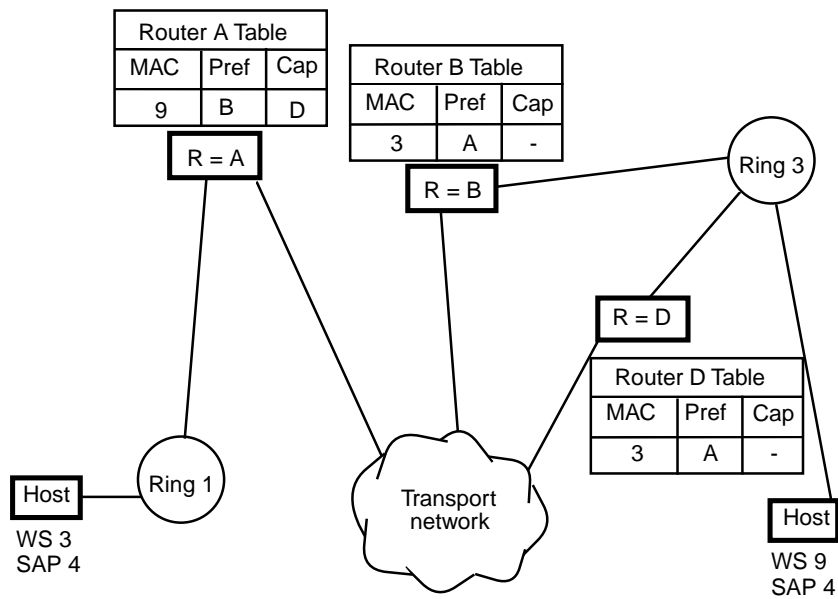 Router A Table
MAC Pref Cap
9 B D
R = A
Router B Table
MAC Pref Cap
3 A -
R = B
Ring 3
R = D
Router D Table
MAC Pref Cap
3 A -
Ring 1
Host
WS 3
SAP 4
Transport
network
Host
WS 9
SAP 4